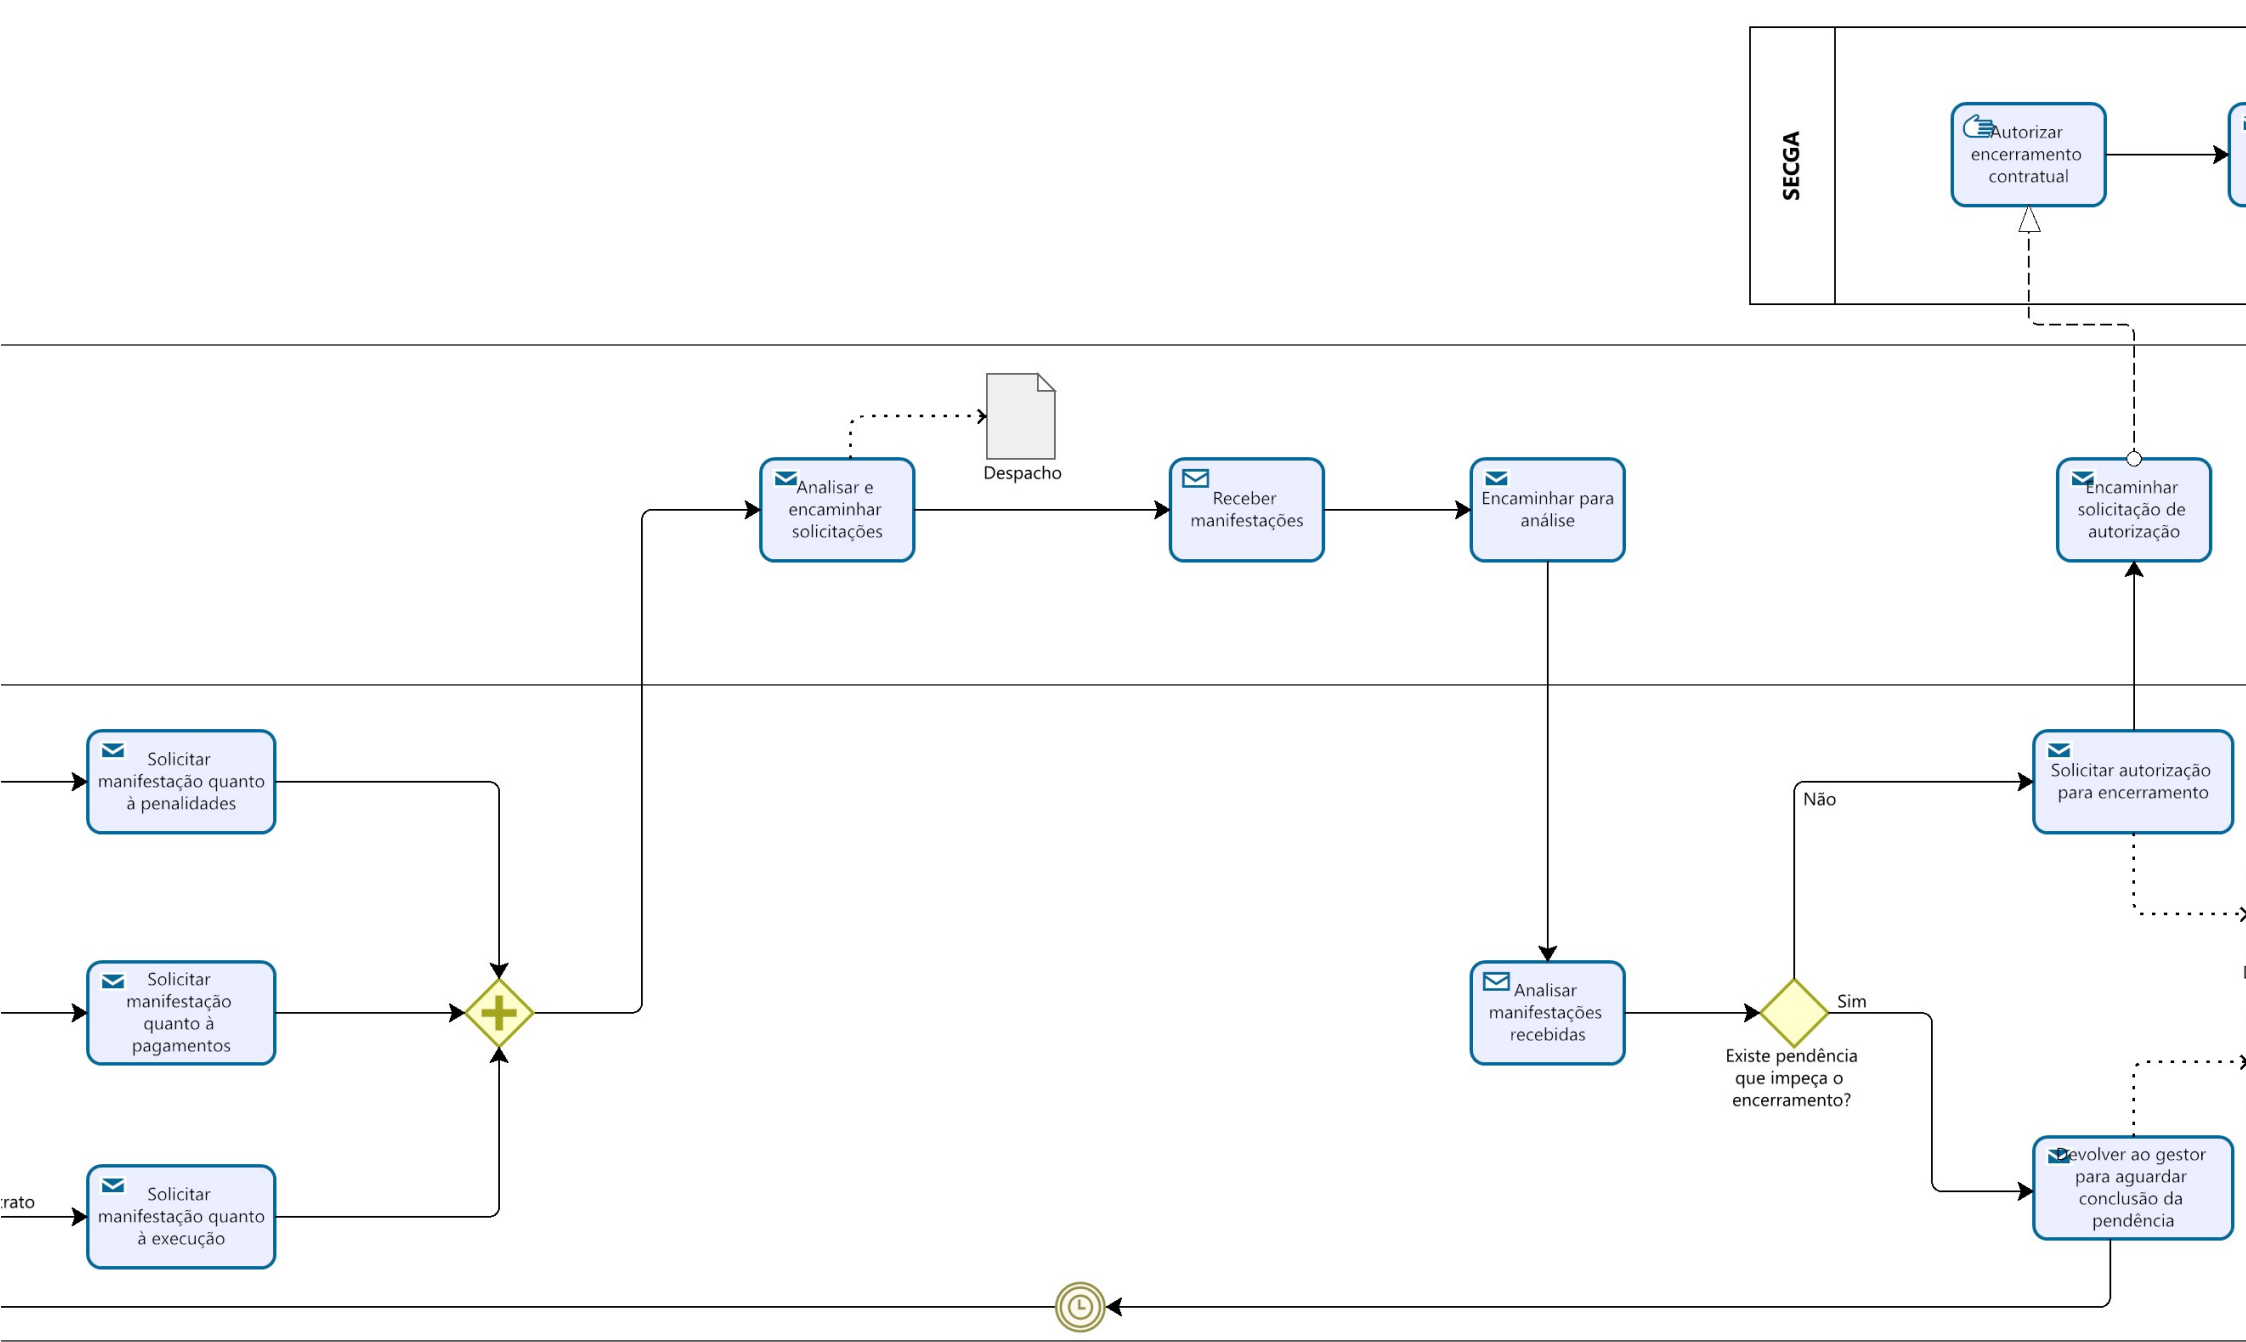 SECGA
Autorizar
encerramento
contratual
Despacho
Analisar e
encaminhar
solicitações
Receber
manifestações
Encaminhar para
análise
Encaminhar
solicitação de
autorização
Solicitar
manifestação quanto
à penalidades
Não
Solicitar autorização
para encerramento
Solicitar
manifestação
quanto à
pagamentos
Analisar
manifestações
recebidas
Sim
Existe pendência
que impeça o
encerramento?
Devolver ao gestor
para aguardar
conclusão da
pendência
Solicitar
manifestação quanto
à execução